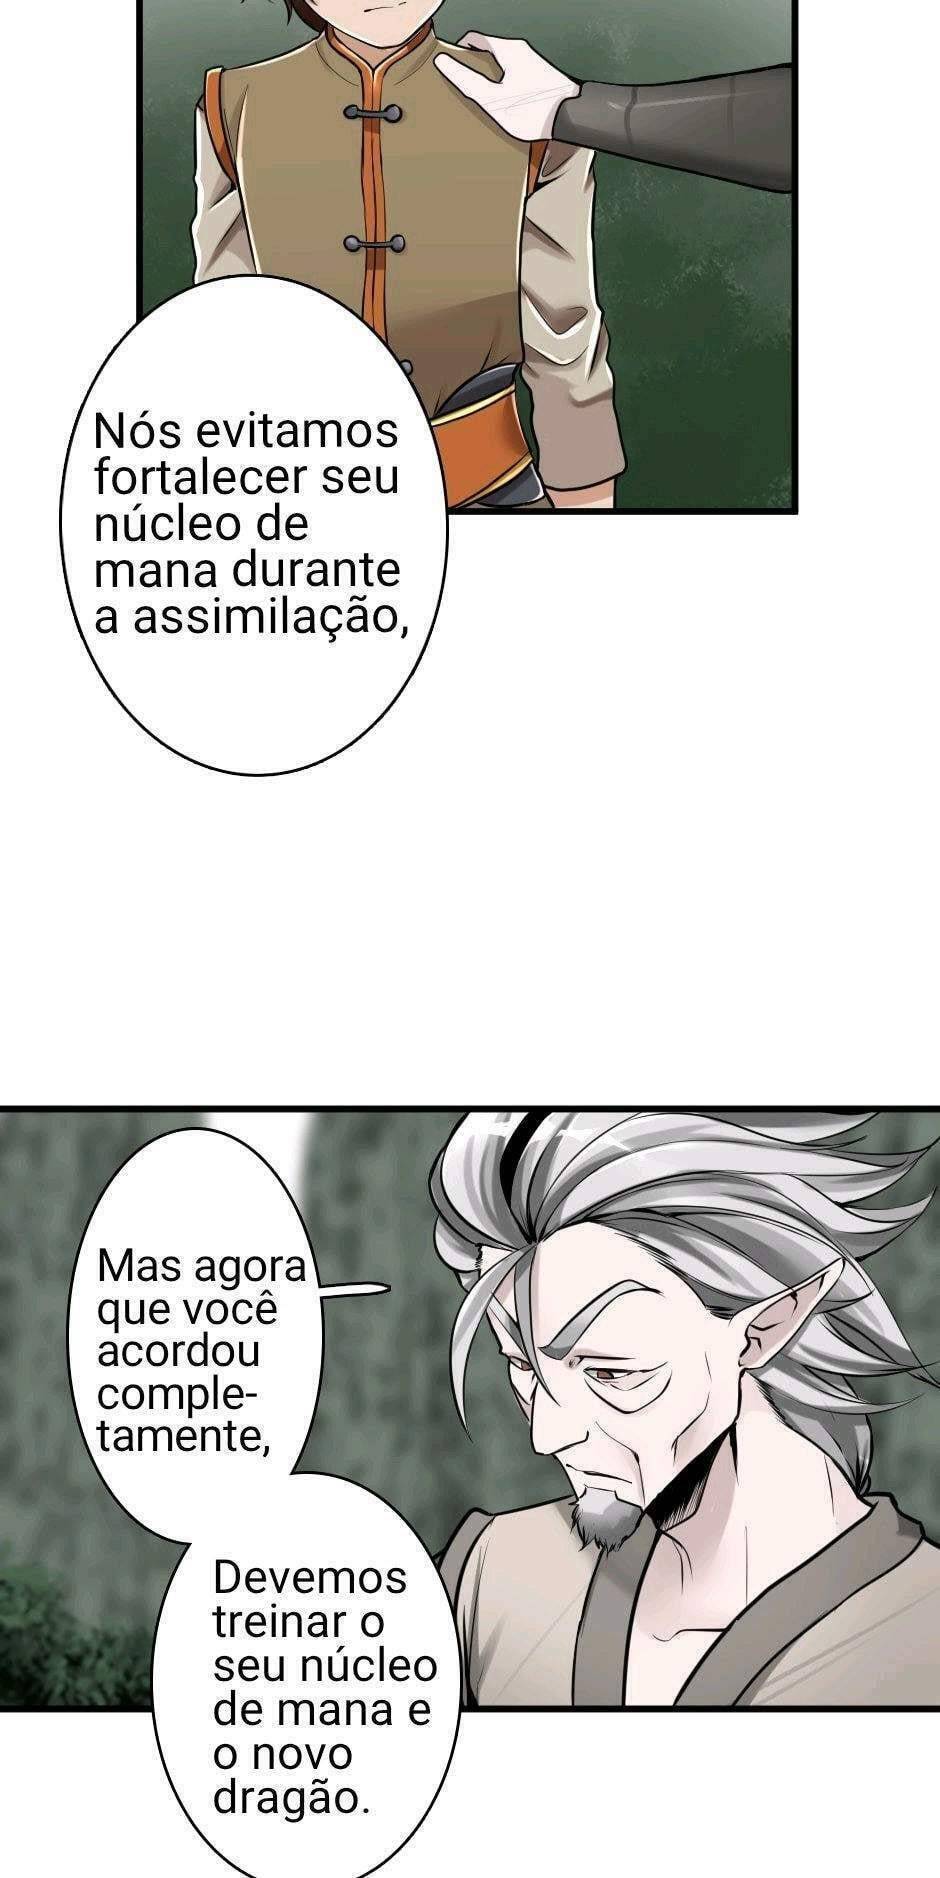 Nós evitamos
fortalecer seu
núcleo de
mana durante
a assimilação,
Mas agora
que você
acordou
comple-
tamente,
Devemos
treinar o
seu núcleo
de mana e
o novo
dragão.